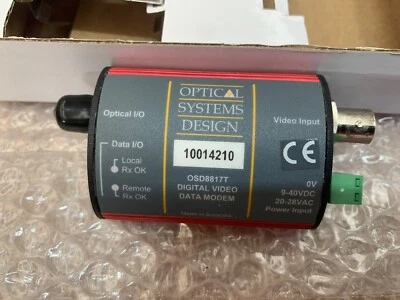 OPTICAL
SYSTEMS
DESIGN
Optical I/O
Video Input
Data I/O
10014210
CE
Local
Rx OK
OSD8817T
DIGITAL VIDEO
DATA MODEM
Remote
Rx OK
0V
9-40VDC
20-28VAC
Power Input